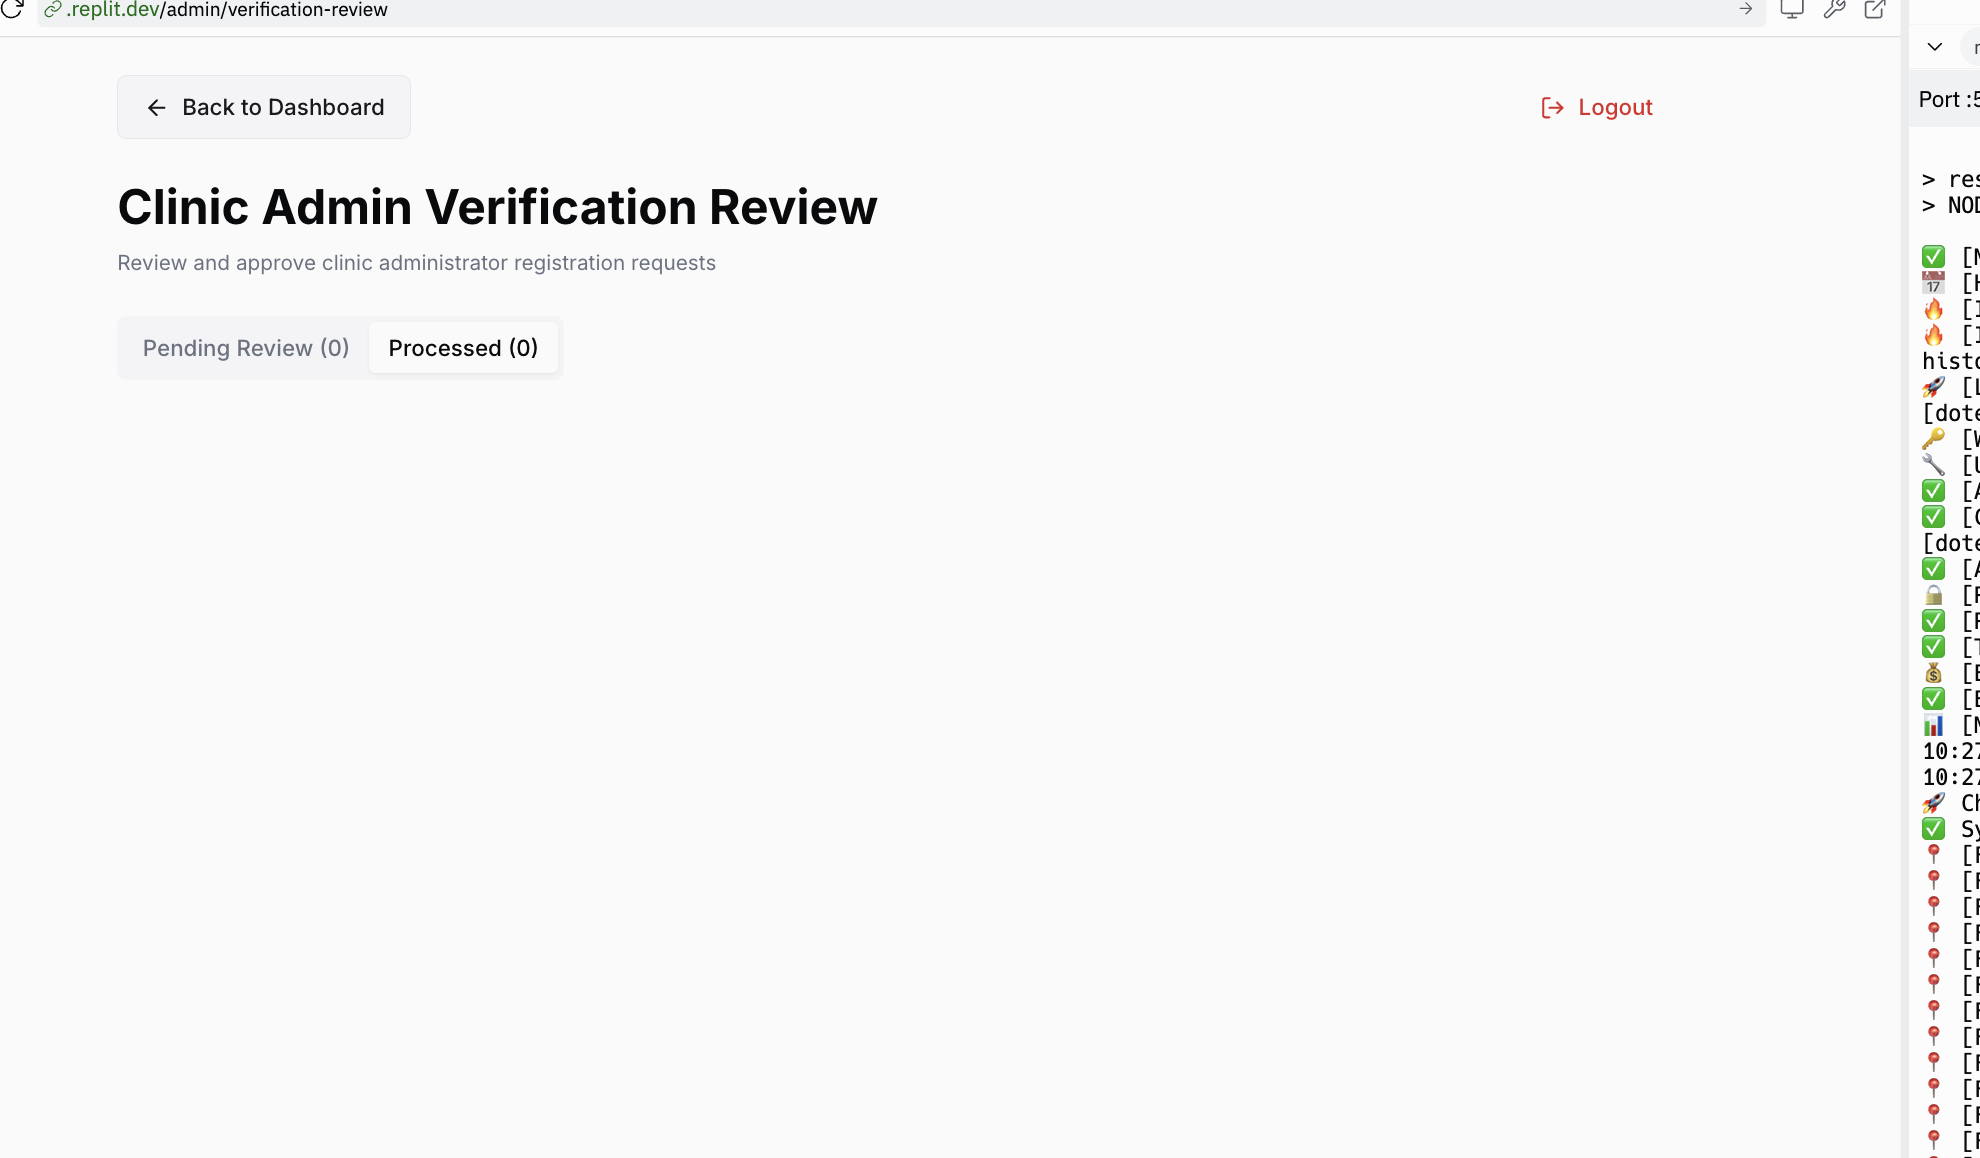 .replit.dev/admin/verification-review
Back to Dashboard
Logout
Clinic Admin Verification Review
Review and approve clinic administrator registration requests
Pending Review (0)
Processed (0)
Port :5
> res
> NOD
✅ [N
📅 17 [H
🔥 [I
🔥 [I
histo
🚀 [L
[dote
🔑 [W
🔧 [U
✅ [A
✅ [C
[dote
✅ [A
🔒 [
✅ [
✅ [T
💰 [E
✅ [E
📊 [N
10:27
10:27
🚀 Ch
✅ Sy
📍 [F
📍 [F
📍 [F
📍 [F
📍 [F
📍 [F
📍 [F
📍 [F
📍 [F
📍 [F
📍 [F
📍 [F